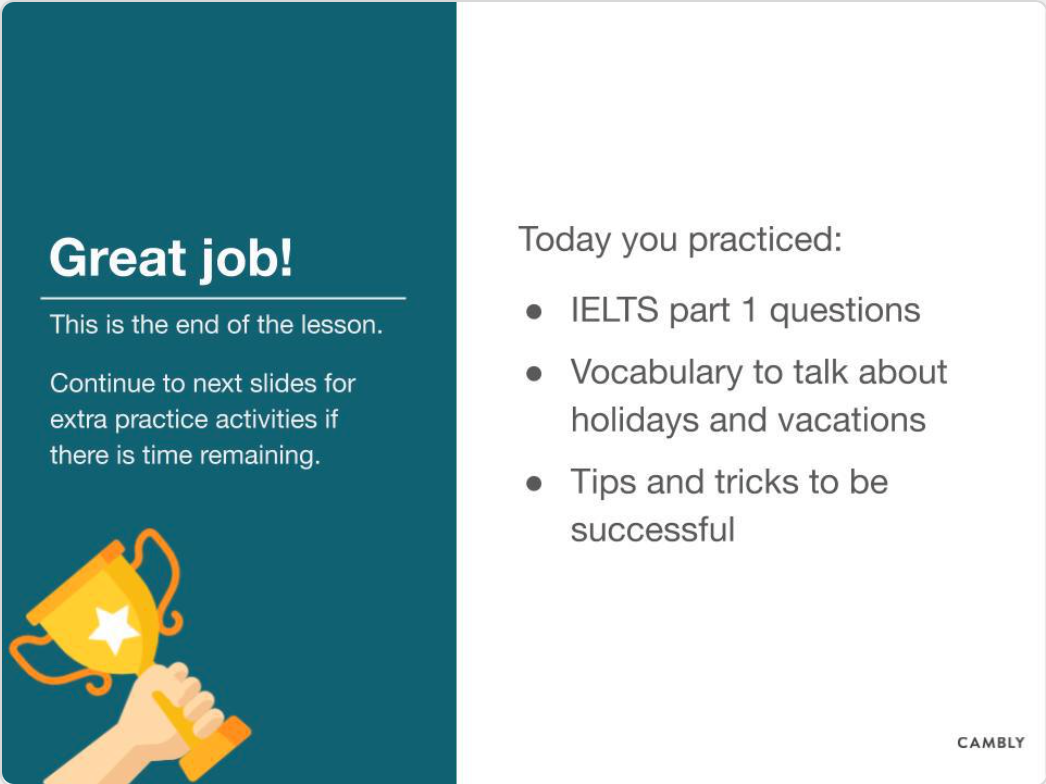 Great job!
This is the end of the lesson.
Continue to next slides for
extra practice activities if
there is time remaining.
Today you practiced:
● IELTS part 1 questions
● Vocabulary to talk about
holidays and vacations
● Tips and tricks to be
successful
CAMBLY